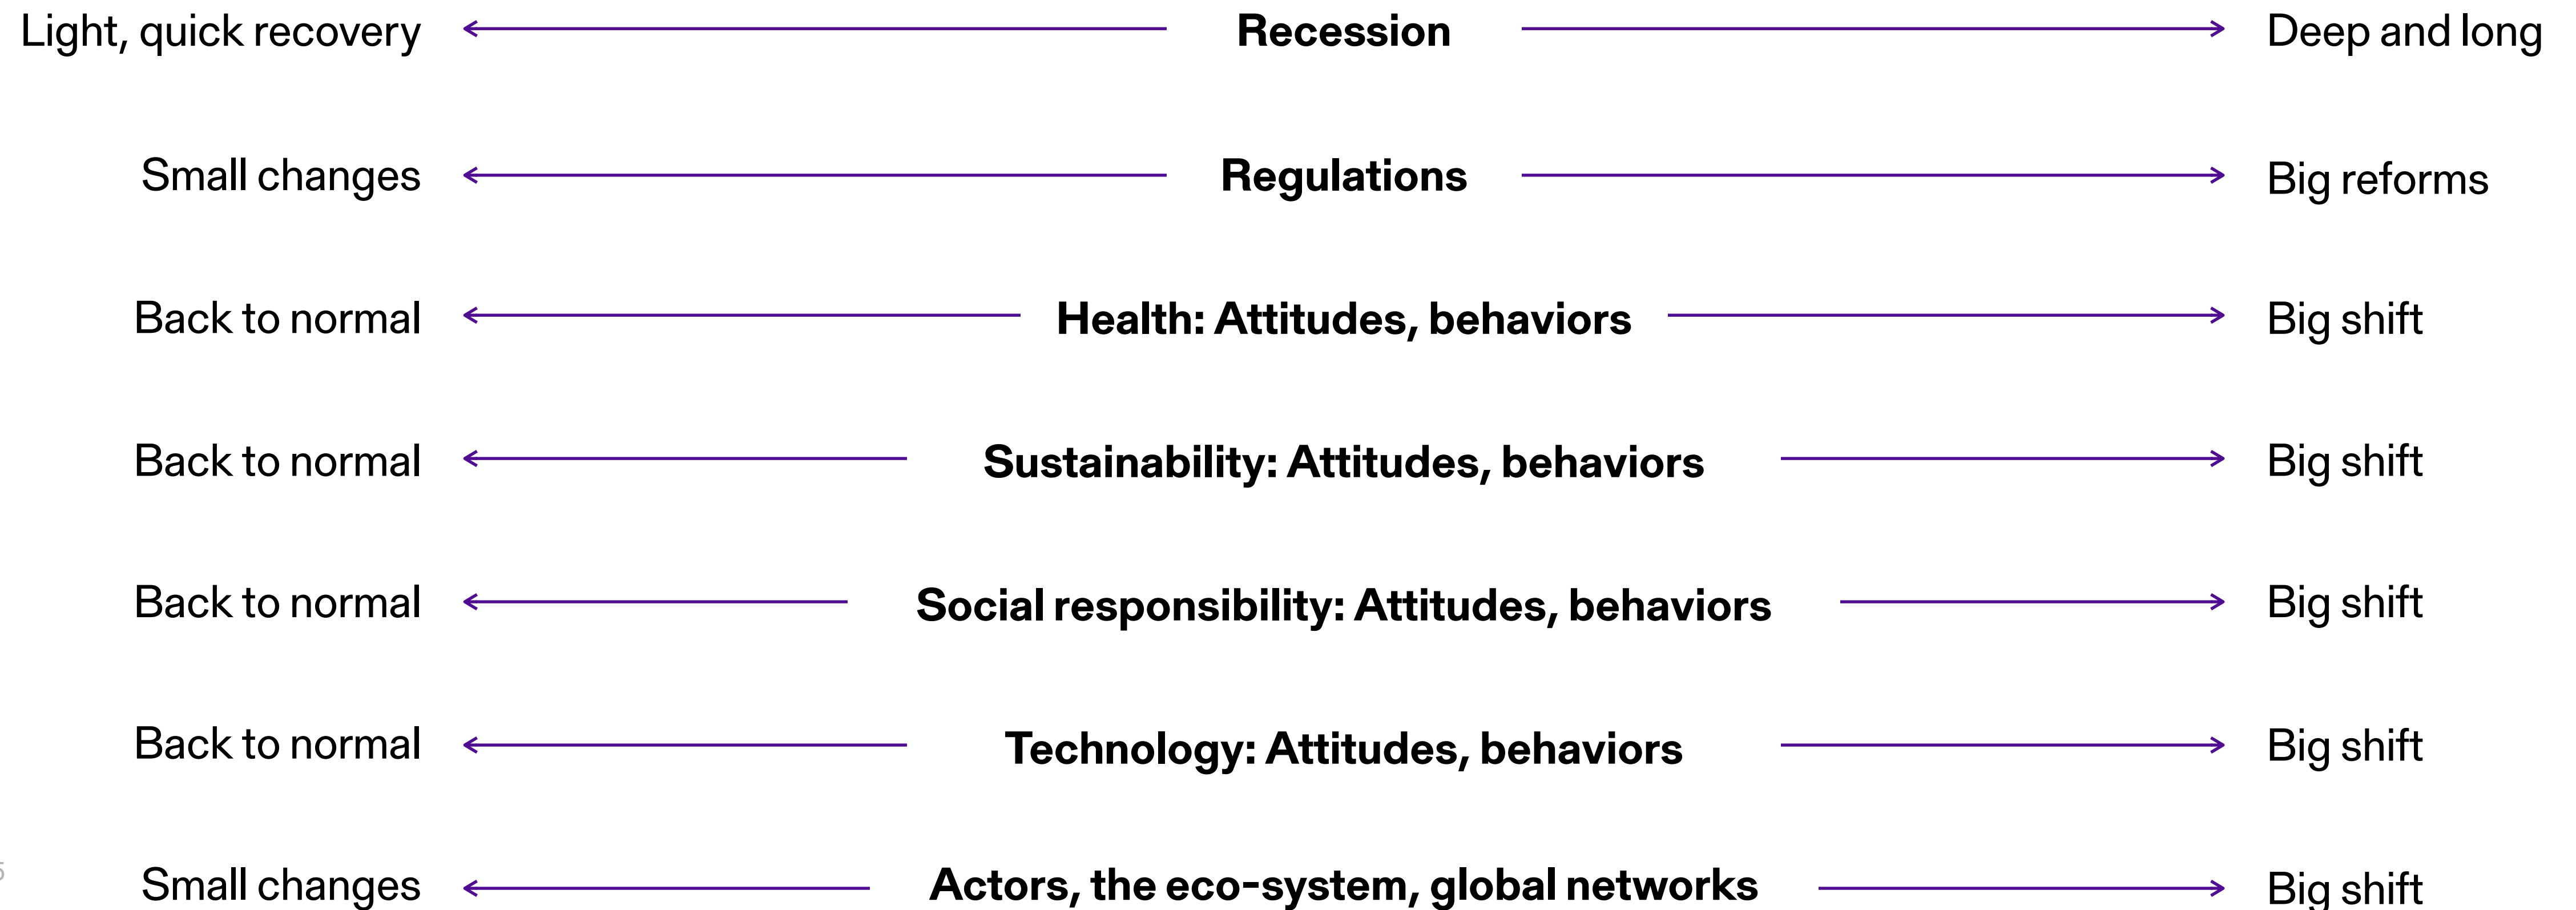 Light, quick recovery Recession Deep and long
Small changes Regulations Big reforms
Back to normal Health: Attitudes, behaviors Big shift
Back to normal Sustainability: Attitudes, behaviors Big shift
Back to normal Social responsibility: Attitudes, behaviors Big shift
Back to normal Technology: Attitudes, behaviors Big shift
Small changes Actors, the eco-system, global networks Big shift